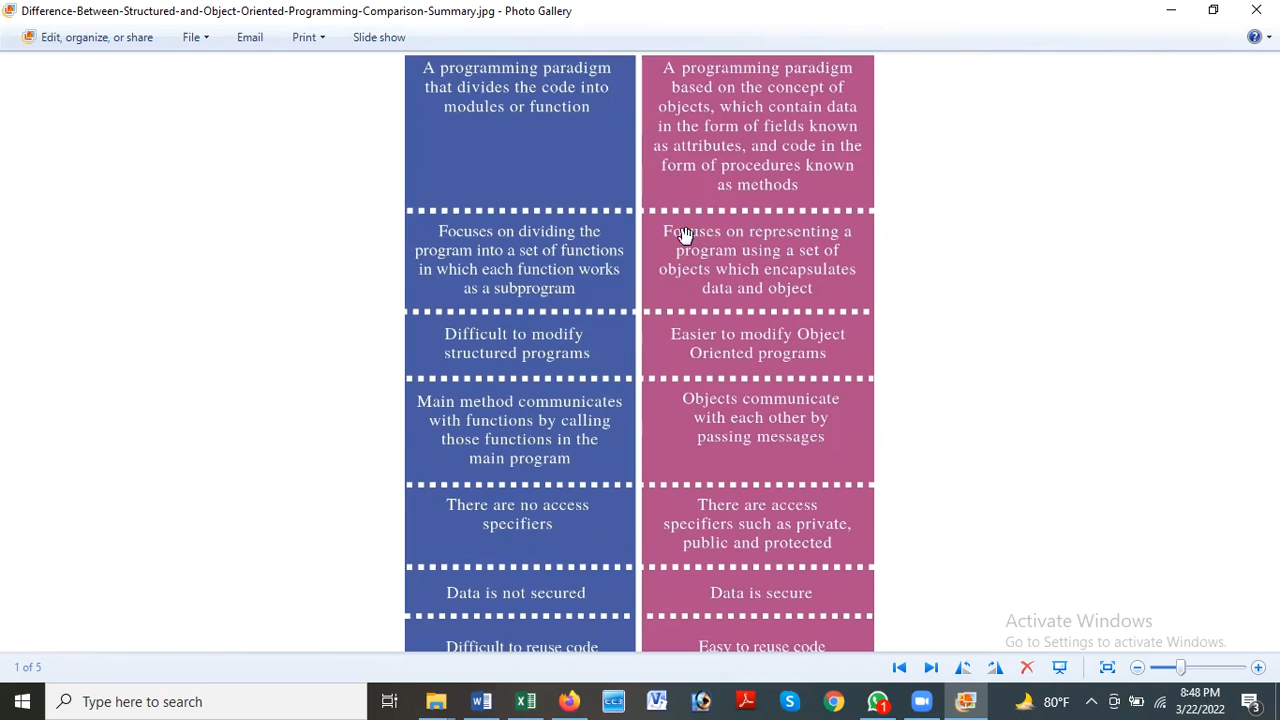 Difference-Between-Structured-and-Object-Oriented-Programming-Comparison-Summary.jpg - Photo Gallery
Edit, organize, or share File Email Print Slide show
A programming paradigm
that divides the code into
modules or function
A programming paradigm
based on the concept of
objects, which contain data
in the form of fields known
as attributes, and code in the
form of procedures known
as methods
Focuses on dividing the
program into a set of functions
in which each function works
as a subprogram
Focuses on representing a
program using a set of
objects which encapsulates
data and object
Difficult to modify
structured programs
Easier to modify Object
Oriented programs
Main method communicates
with functions by calling
those functions in the
main program
Objects communicate
with each other by
passing messages
There are no access
specifiers
There are access
specifiers such as private,
public and protected
Data is not secured
Data is secure
Difficult to reuse code
Easy to reuse code
Activate Windows
Go to Settings to activate Windows.
1 of 5
Type here to search
CC3
1
80°F
8:48 PM
3/22/2022
3